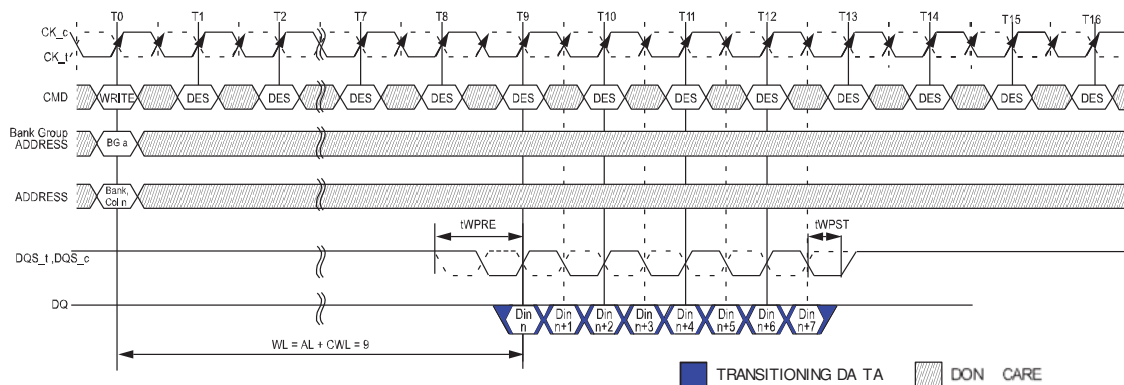 T0 T1 T2 T7 T8 T9 T10 T11 T12 T13 T14 T15 T16
CK_c
CK_t
CMD WRITE DES DES DES DES DES DES DES DES DES DES DES DES
Bank Group
ADDRESS BG a
ADDRESS Bank,
Col n
tWPRE tWPST
DQS_t ,DQS_c
DQ Din n Din n+1 Din n+2 Din n+3 Din n+4 Din n+5 Din n+6 Din n+7
WL = AL + CWL = 9
TRANSITIONING DA TA DON CARE